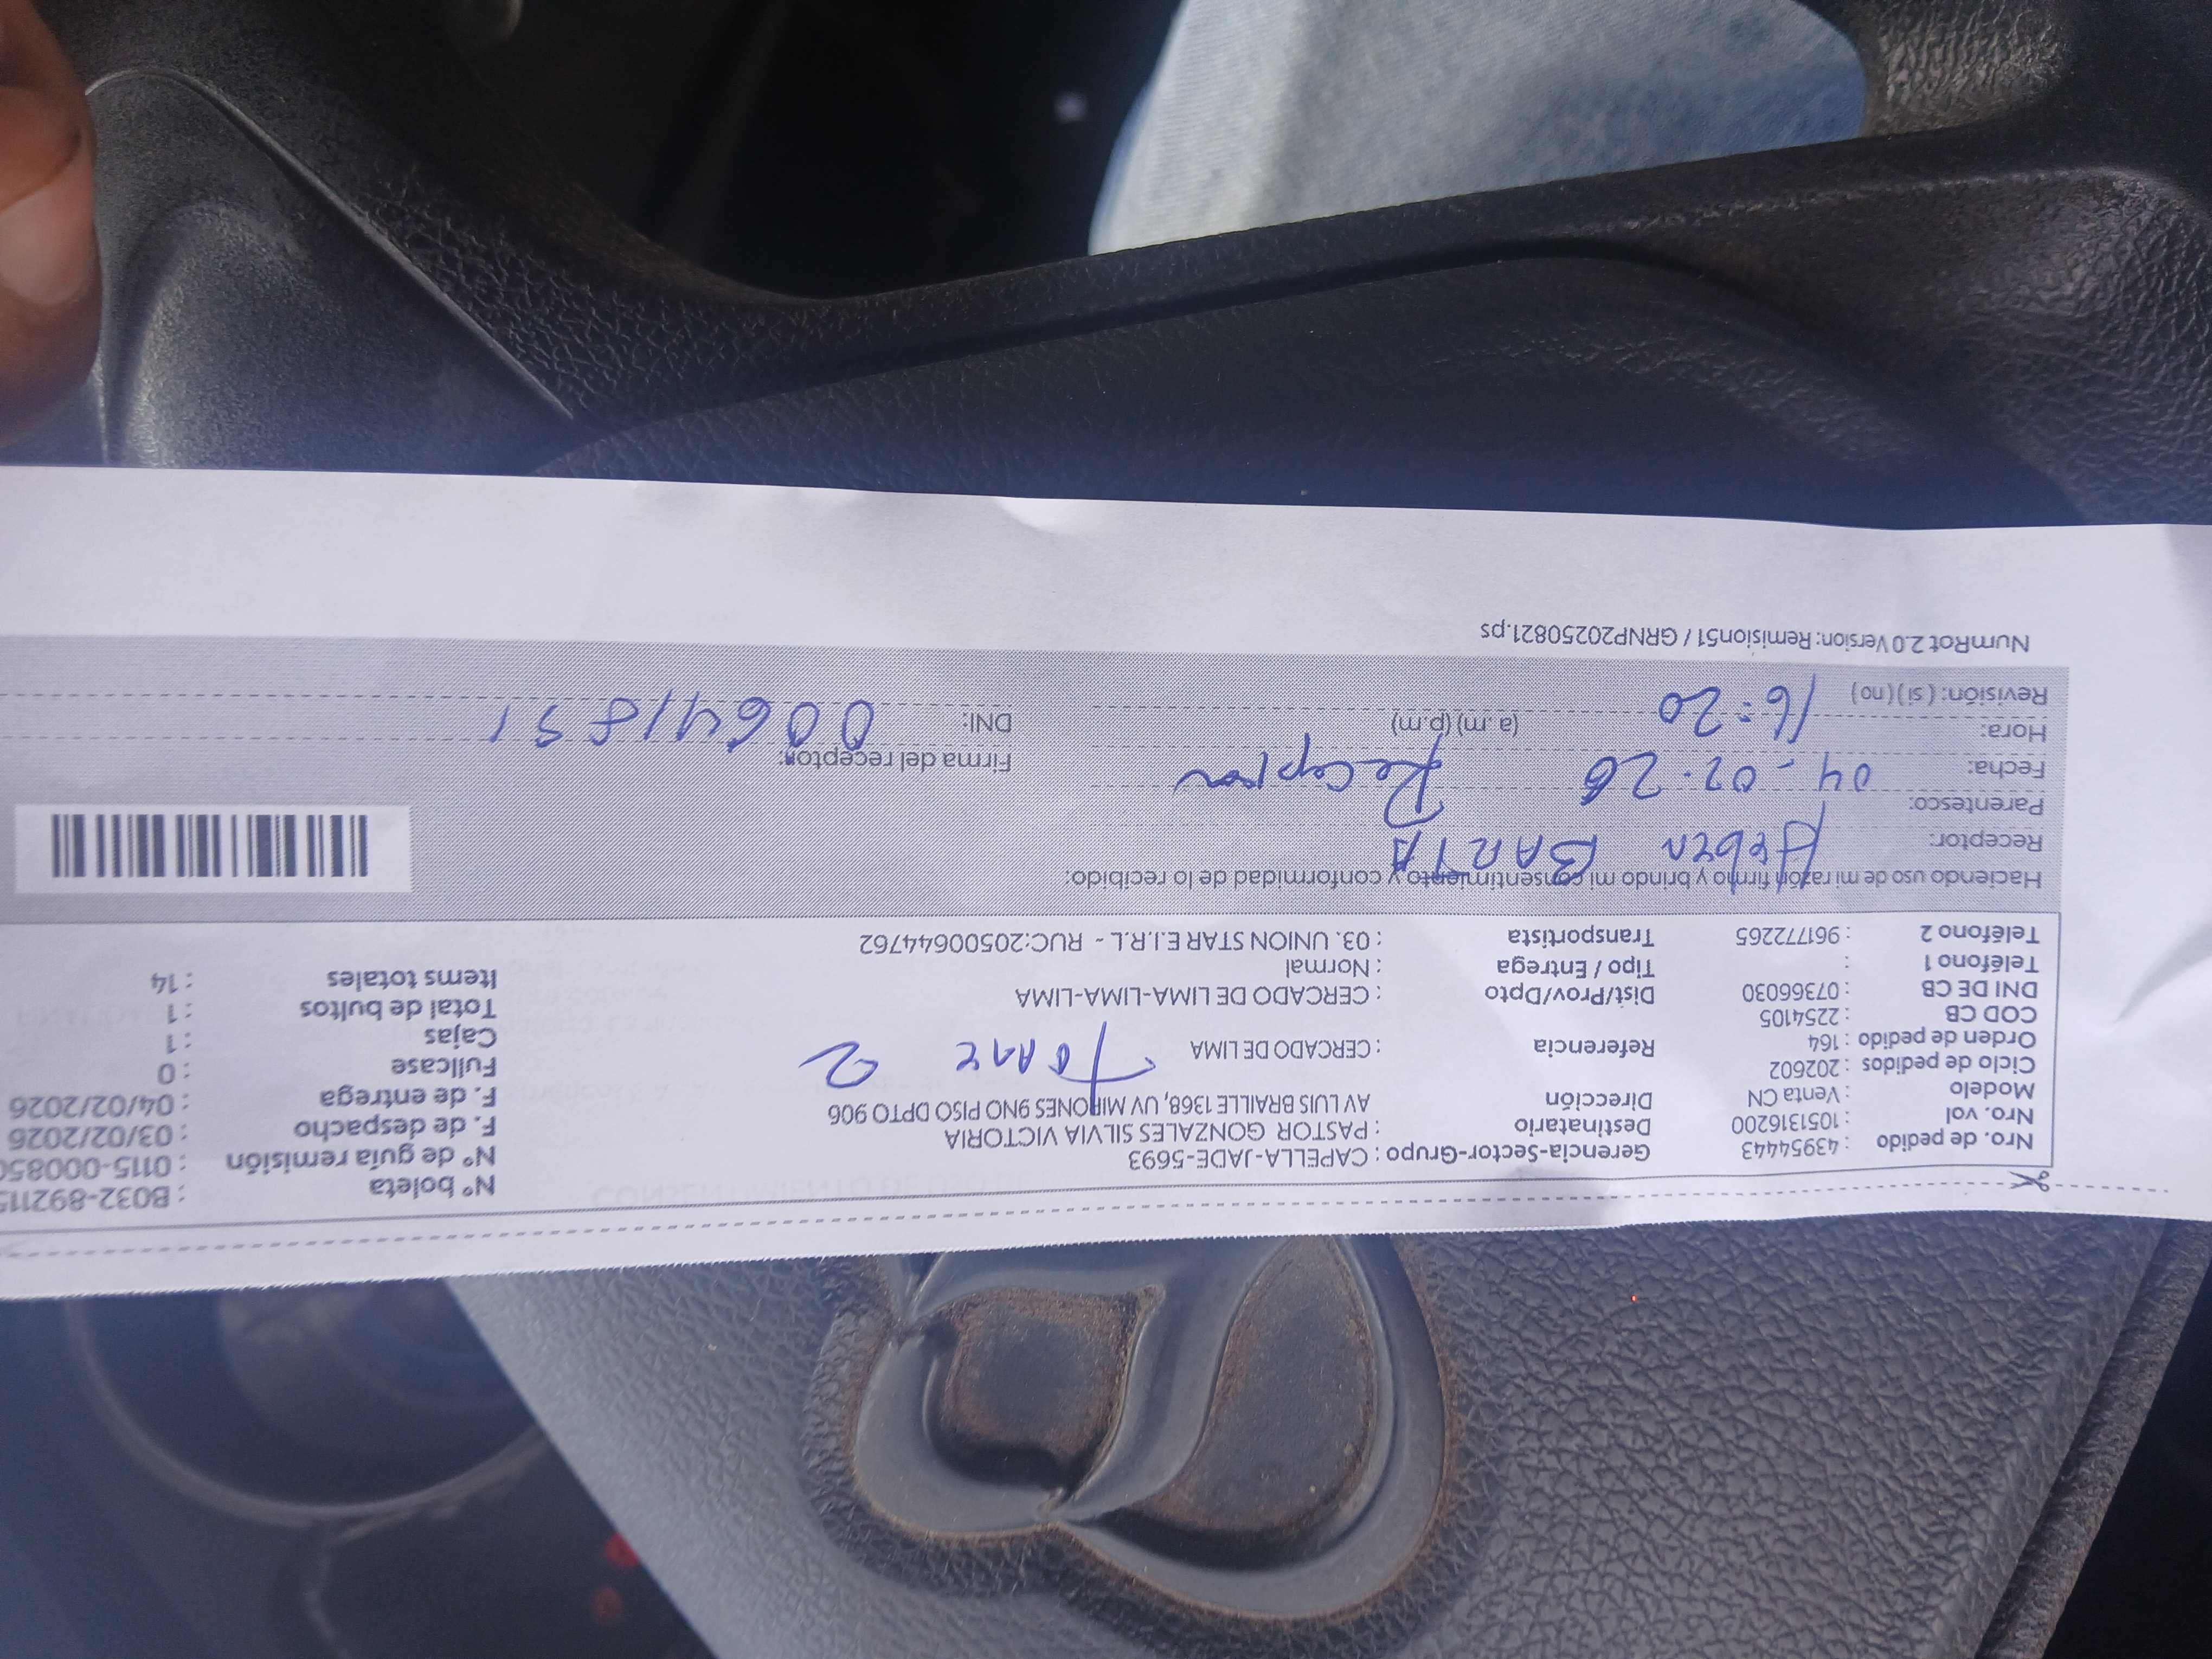 Nro. de pedido : 43954443
Nro. vol : 1051316200
Modelo : Venta CN
Ciclo de pedidos : 202602
Orden de pedido : 164
COD CB : 2254105
DNI DE CB : 07366030
Teléfono 1 :
Teléfono 2 : 961772265
Gerencia-Sector-Grupo : CAPELLA-JADE-5693
Destinatario : PASTOR GONZALES SILVIA VICTORIA
Dirección AV LUIS BRAILLE 1368, UV MIRONES 9NO PISO DPTO 906
Referencia : CERCADO DE LIMA Torre 2
Dist/Prov/Dpto : CERCADO DE LIMA-LIMA-LIMA
Tipo / Entrega : Normal
Transportista : 03. UNION STAR E.I.R.L - RUC:20500644762
N° boleta : B032-892115
N° de guía remisión : 0115-000850
F. de despacho : 03/02/2026
F. de entrega : 04/02/2026
Fullcase : 0
Cajas : 1
Total de bultos : 1
Items totales : 14
Haciendo uso de mi razón firmo y brindo mi consentimiento y conformidad de lo recibido:
Receptor: Heber
Parentesco: Recepcion
Fecha: 04-02-26
Hora: 16:20 (a.m) (p.m)
Revisión: (si) (no)
Firma del receptor:
DNI: 00641851
NumRot 2.0 Version: Remision51 / GRNP20250821.ps